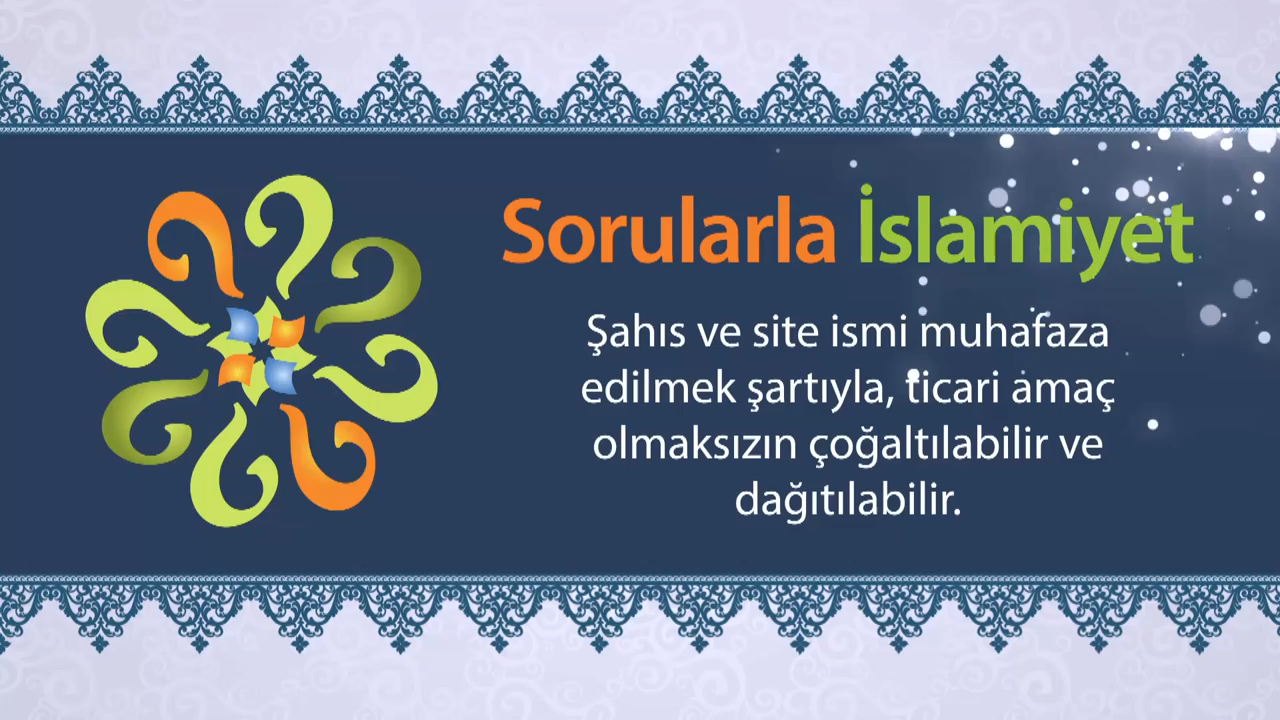 Sorularla İslamiyet
Şahıs ve site ismi muhafaza
edilmek şartıyla, ticari amaç
olmaksızın çoğaltılabilir ve
dağıtılabilir.